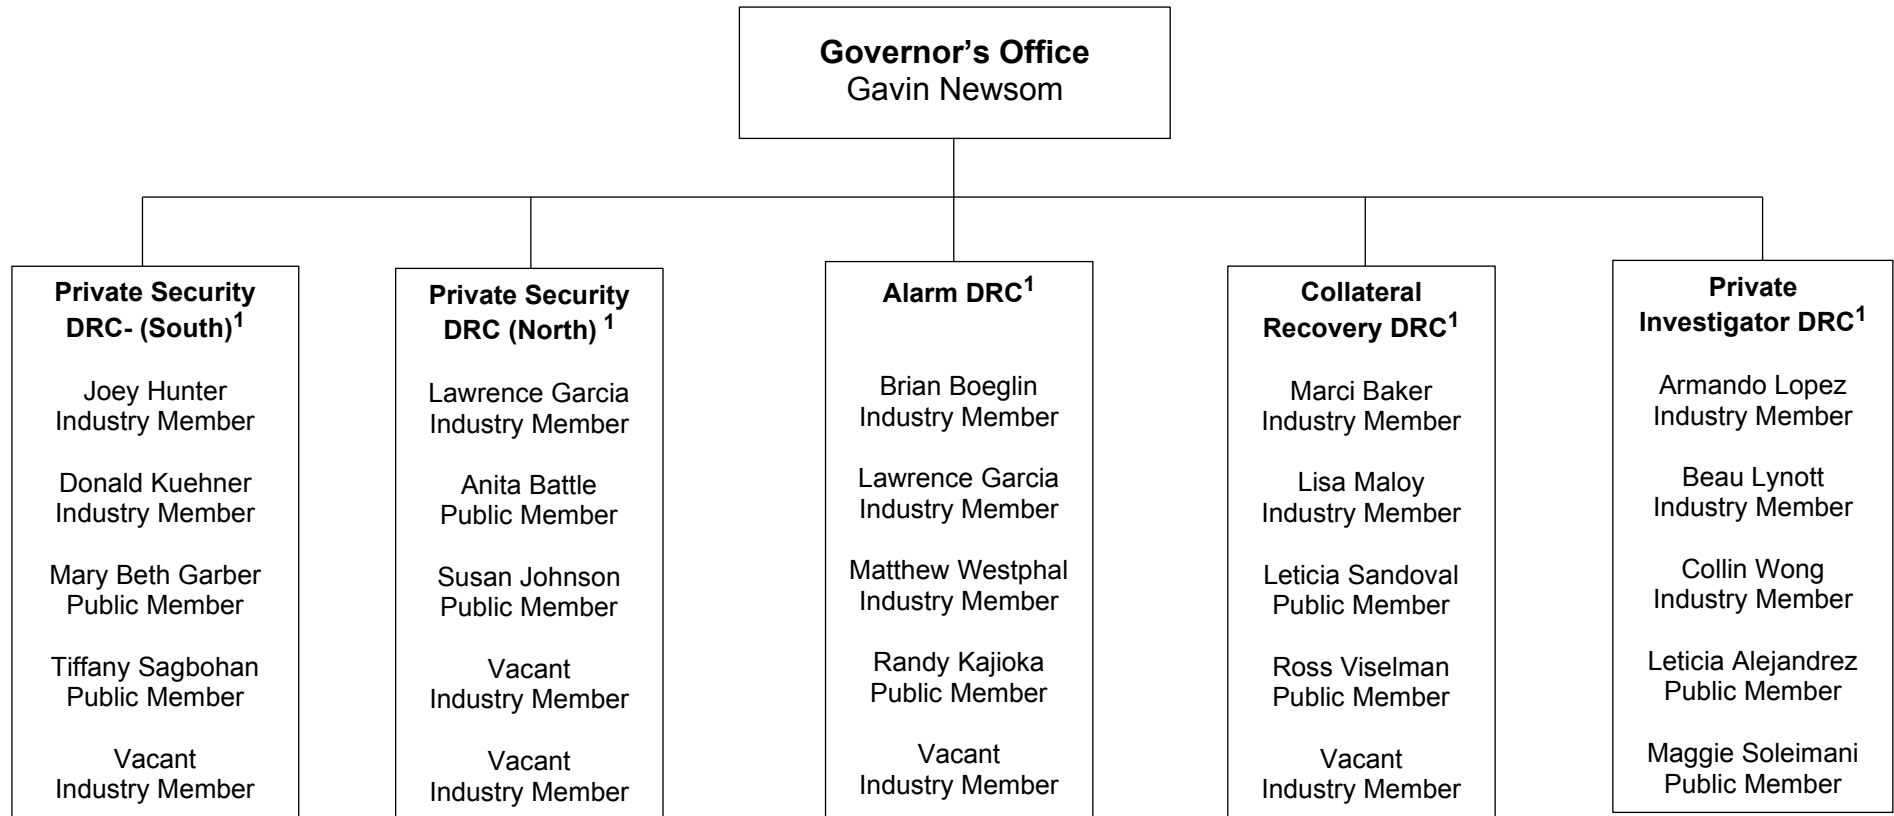 Governor’s Office
Gavin Newsom
Private Security
DRC- (South)1
Joey Hunter
Industry Member
Donald Kuehner
Industry Member
Mary Beth Garber
Public Member
Tiffany Sagbohan
Public Member
Vacant
Industry Member
Private Security
DRC (North) 1
Lawrence Garcia
Industry Member
Anita Battle
Public Member
Susan Johnson
Public Member
Vacant
Industry Member
Vacant
Industry Member
Alarm DRC1
Brian Boeglin
Industry Member
Lawrence Garcia
Industry Member
Matthew Westphal
Industry Member
Randy Kajioka
Public Member
Vacant
Industry Member
Collateral
Recovery DRC1
Marci Baker
Industry Member
Lisa Maloy
Industry Member
Leticia Sandoval
Public Member
Ross Viselman
Public Member
Vacant
Industry Member
Private
Investigator DRC1
Armando Lopez
Industry Member
Beau Lynott
Industry Member
Collin Wong
Industry Member
Leticia Alejandrez
Public Member
Maggie Soleimani
Public Member